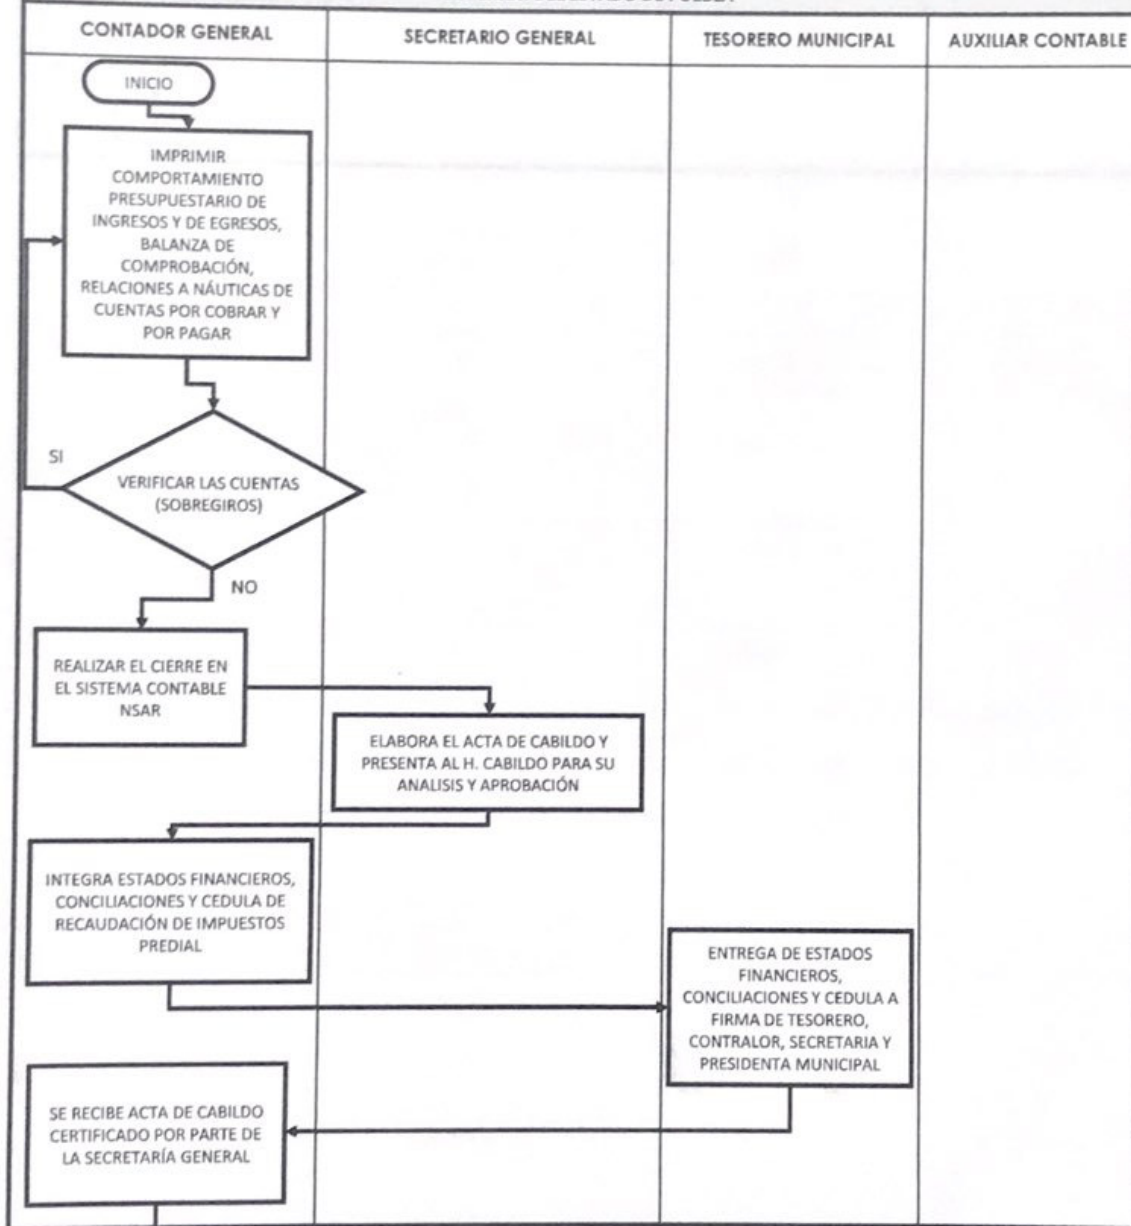 CONTADOR GENERAL
SECRETARIO GENERAL
TESORERO MUNICIPAL
AUXILIAR CONTABLE
INICIO
IMPRIMIR
COMPORTAMIENTO
PRESUPUESTARIO DE
INGRESOS Y DE EGRESOS,
BALANZA DE
COMPROBACIÓN,
RELACIONES A NÁUTICAS DE
CUENTAS POR COBRAR Y
POR PAGAR
SI
VERIFICAR LAS CUENTAS
(SOBREGIROS)
NO
REALIZAR EL CIERRE EN
EL SISTEMA CONTABLE
NSAR
ELABORA EL ACTA DE CABILDO Y
PRESENTA AL H. CABILDO PARA SU
ANALISIS Y APROBACIÓN
INTEGRA ESTADOS FINANCIEROS,
CONCILIACIONES Y CEDULA DE
RECAUDACIÓN DE IMPUESTOS
PREDIAL
ENTREGA DE ESTADOS
FINANCIEROS,
CONCILIACIONES Y CEDULA A
FIRMA DE TESORERO,
CONTRALOR, SECRETARIA Y
PRESIDENTA MUNICIPAL
SE RECIBE ACTA DE CABILDO
CERTIFICADO POR PARTE DE
LA SECRETARÍA GENERAL